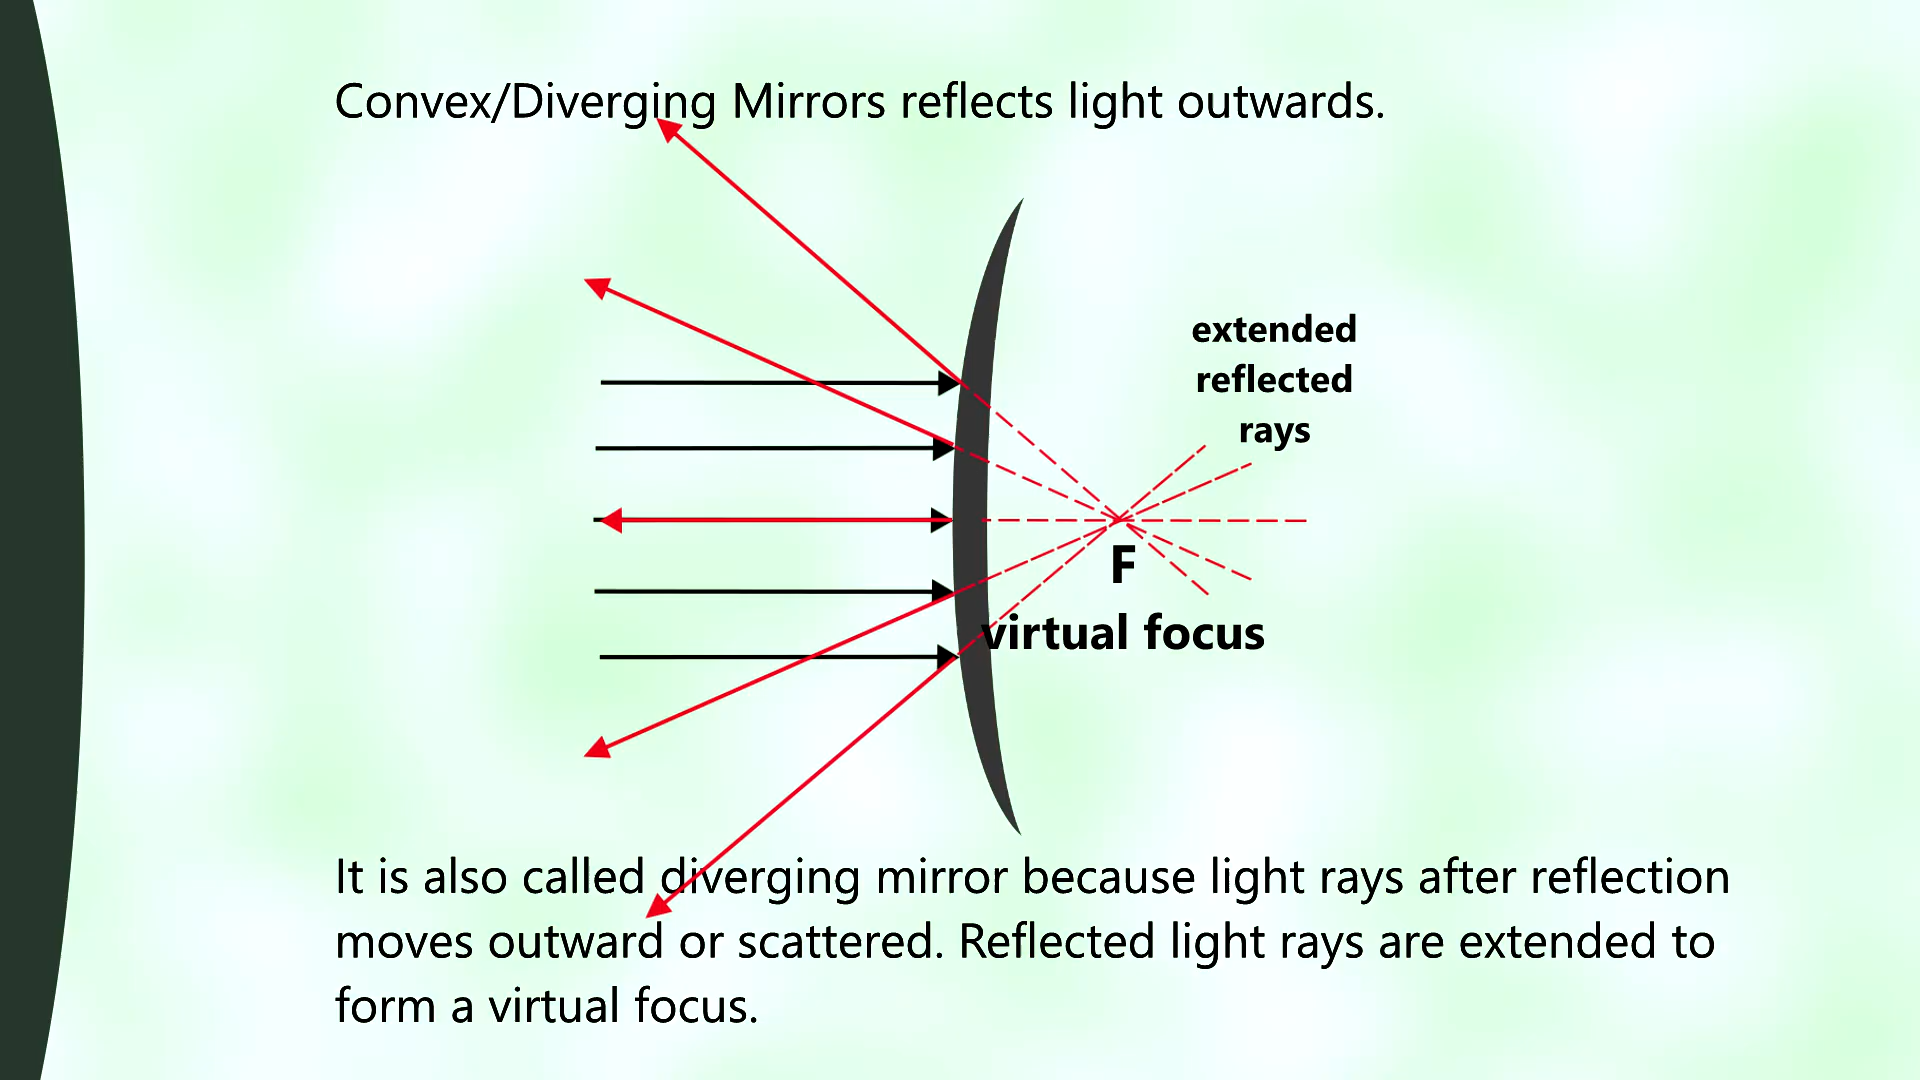 Convex/Diverging Mirrors reflects light outwards.
extended
reflected
rays
F
virtual focus
It is also called diverging mirror because light rays after reflection
moves outward or scattered. Reflected light rays are extended to
form a virtual focus.